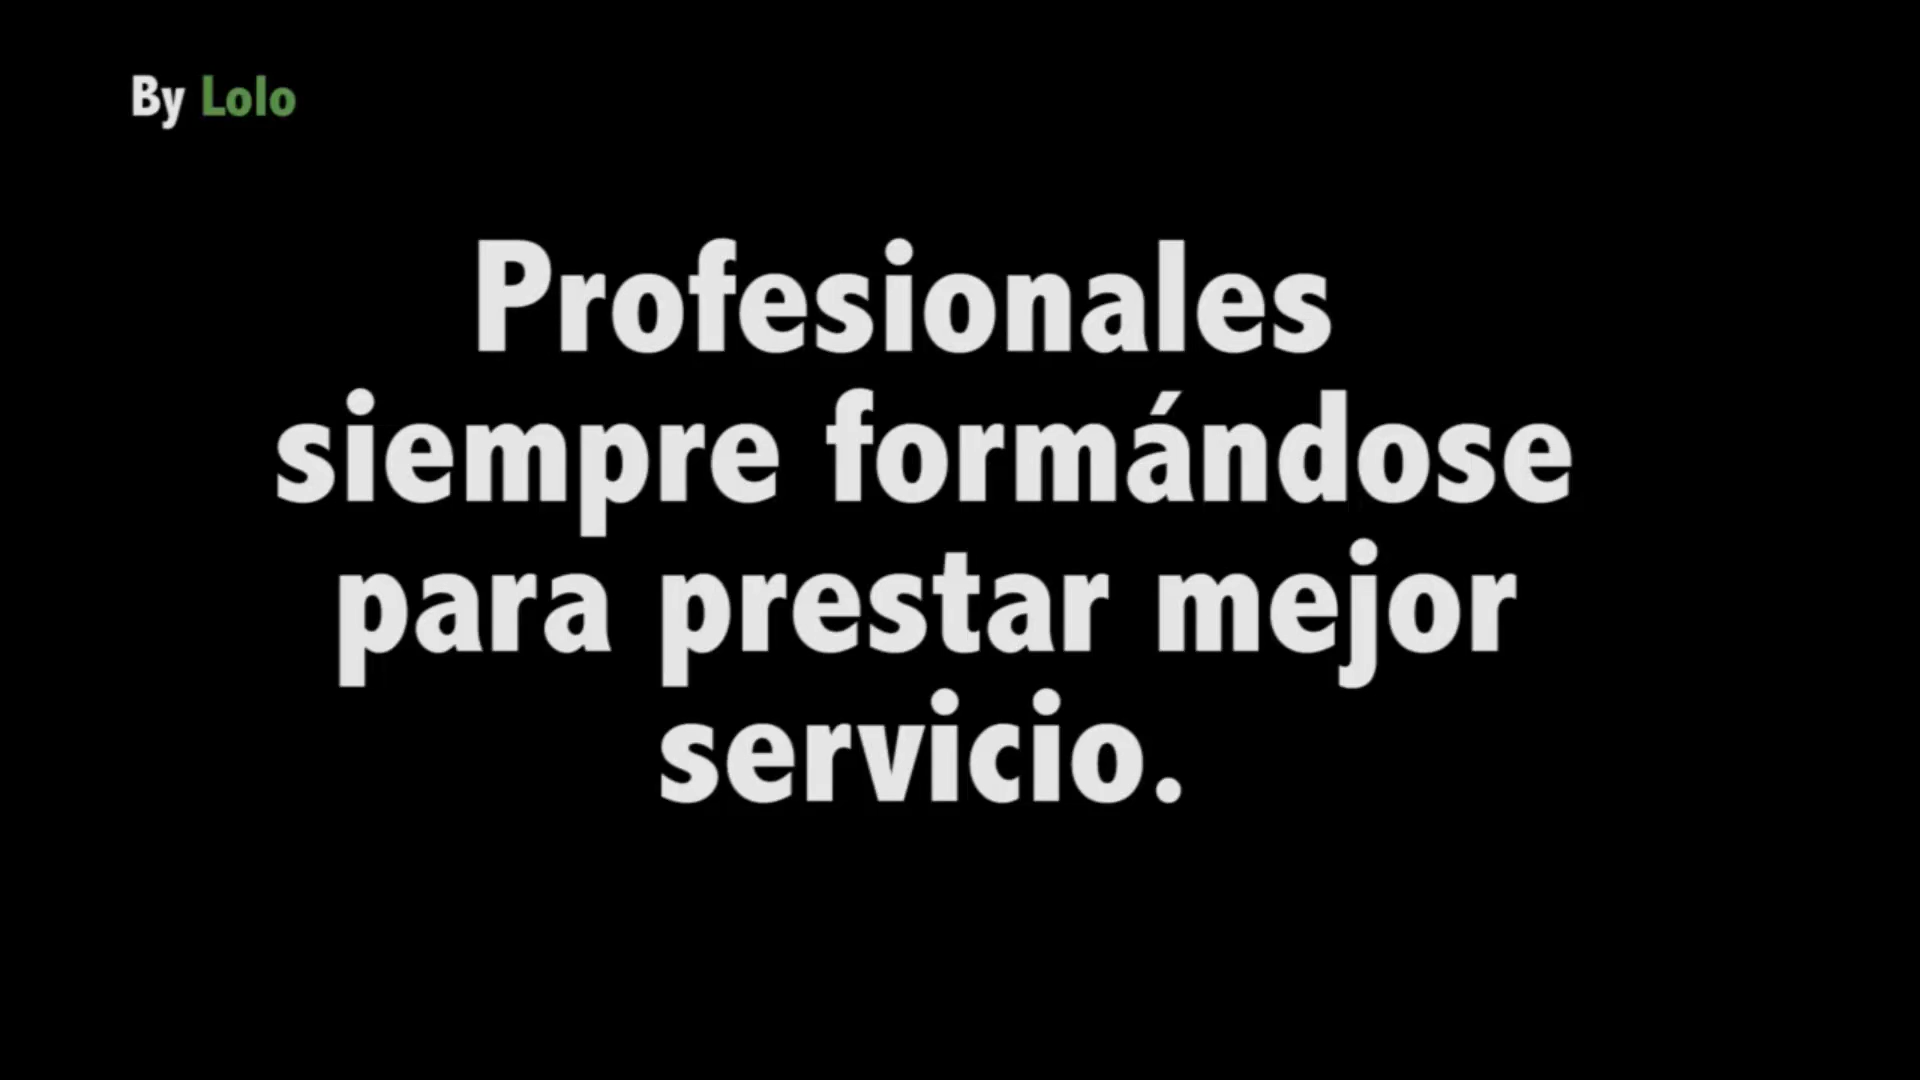 By Lolo
Profesionales
siempre formándose
para prestar mejor
servicio.